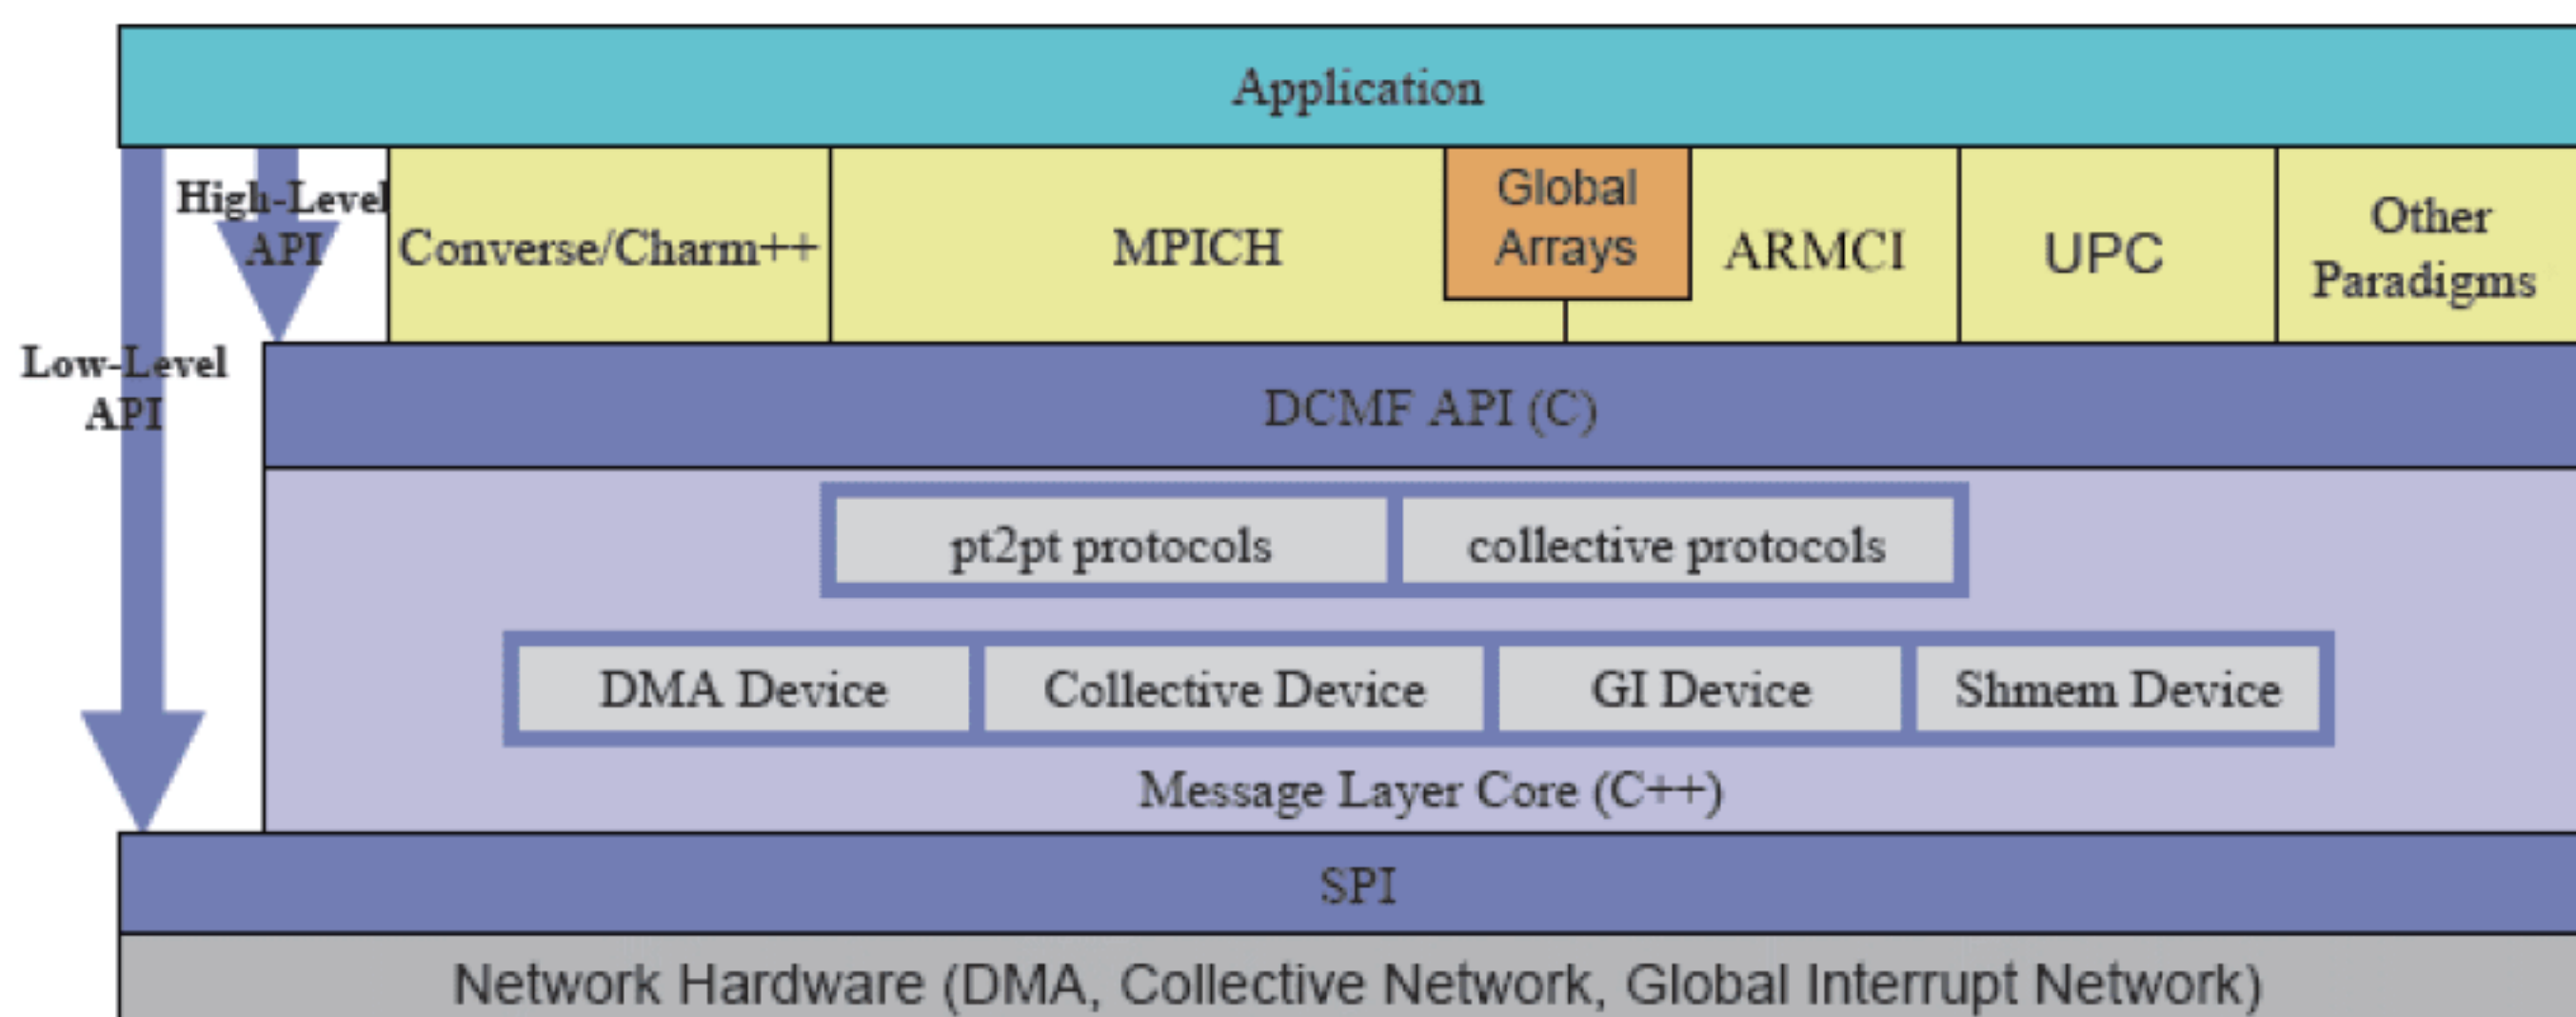 Application
High-Level
API
Converse/Charm++
MPICH
Global
Arrays
ARMCI
UPC
Other
Paradigms
Low-Level
API
DCMF API (C)
pt2pt protocols
collective protocols
DMA Device
Collective Device
GI Device
Shmem Device
Message Layer Core (C++)
SPI
Network Hardware (DMA, Collective Network, Global Interrupt Network)